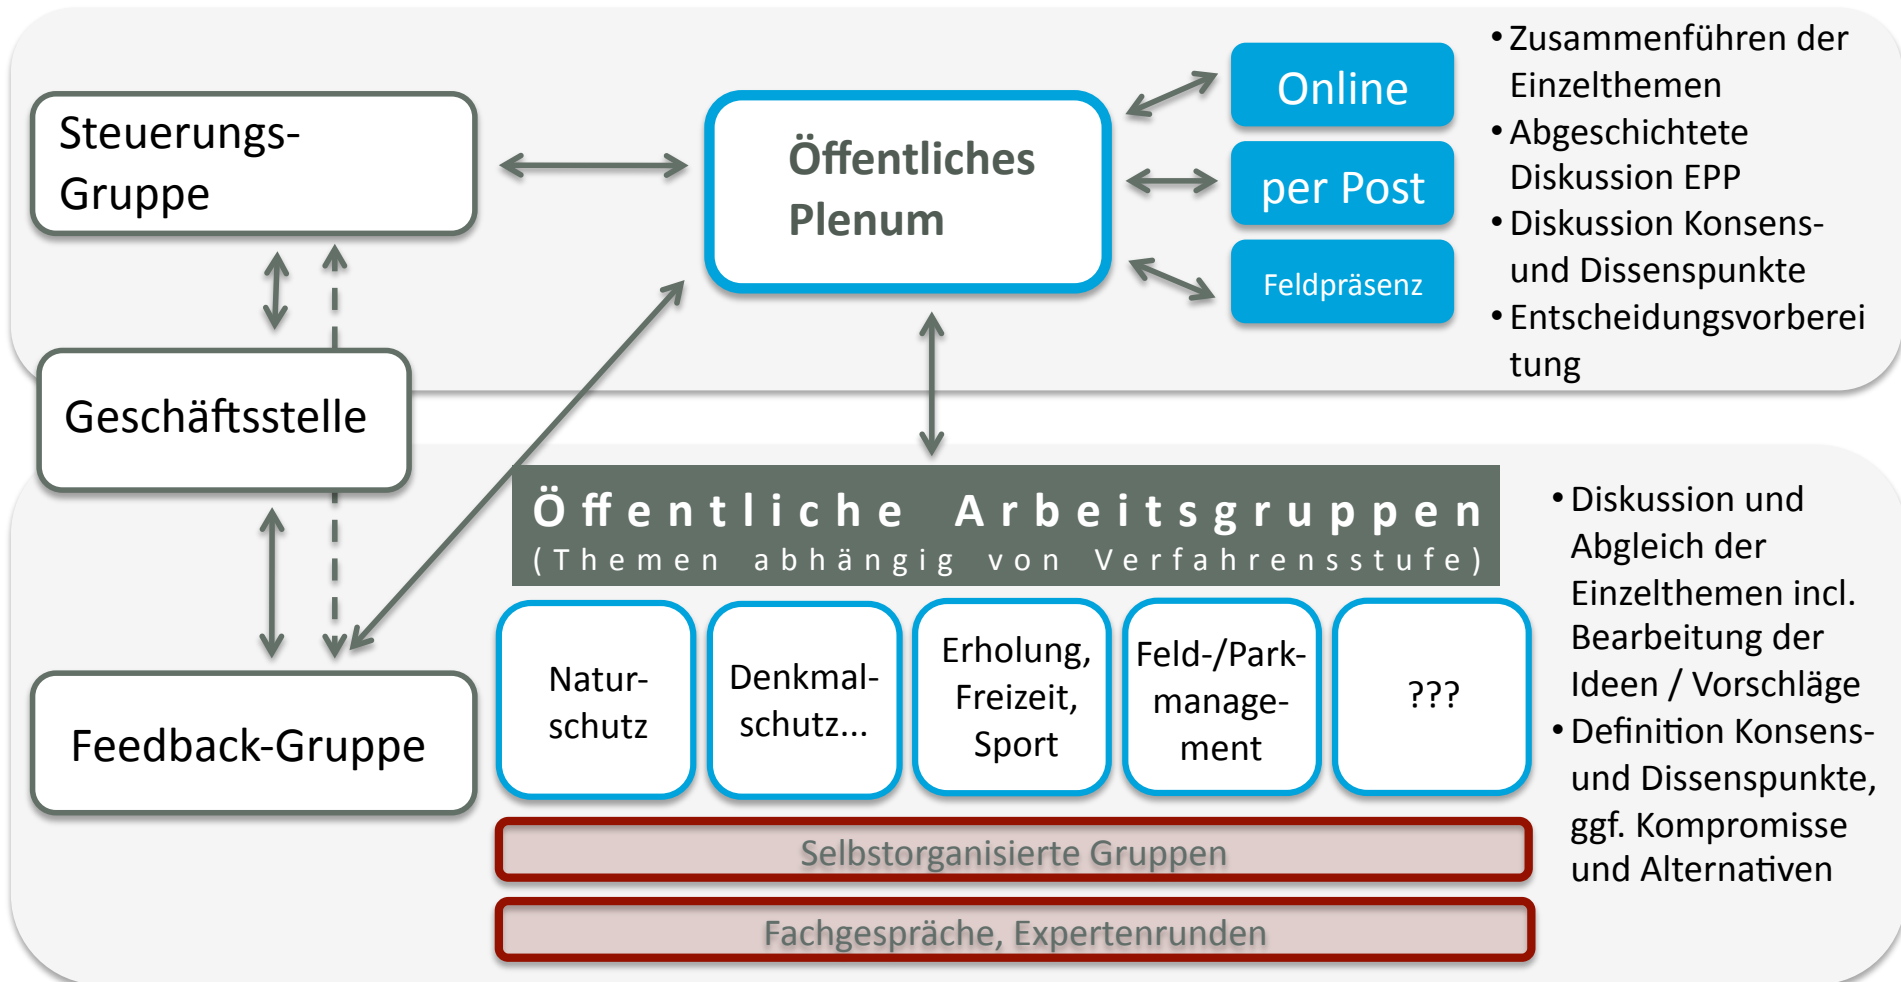 Steuerungs-
Gruppe
Öffentliches
Plenum
Online
per Post
Feldpräsenz
• Zusammenführen der
Einzelthemen
• Abgeschichtete
Diskussion EPP
• Diskussion Konsens-
und Dissenspunkte
• Entscheidungsvorberei
tung
Geschäftsstelle
Feedback-Gruppe
Öffentliche Arbeitsgruppen
(Themen abhängig von Verfahrensstufe)
Natur-
schutz
Denkmal-
schutz...
Erholung,
Freizeit,
Sport
Feld-/Park-
manage-
ment
???
Selbstorganisierte Gruppen
Fachgespräche, Expertenrunden
• Diskussion und
Abgleich der
Einzelthemen incl.
Bearbeitung der
Ideen / Vorschläge
• Definition Konsens-
und Dissenspunkte,
ggf. Kompromisse
und Alternativen